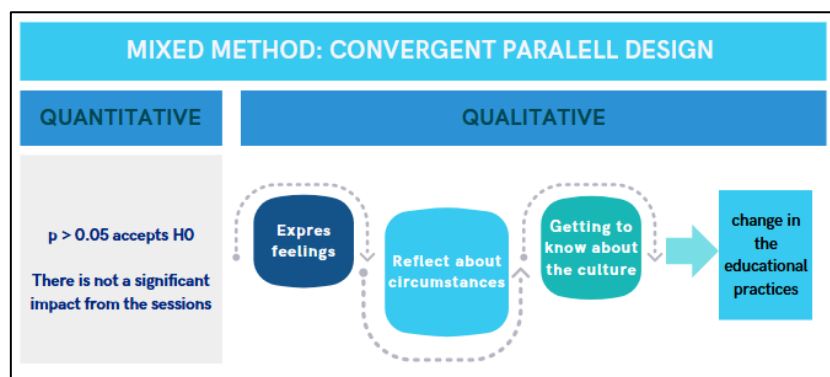 MIXED METHOD: CONVERGENT PARALELL DESIGN
QUANTITATIVE
QUALITATIVE
p > 0.05 accepts H0
There is not a significant
impact from the sessions
Expres
feelings
Reflect about
circumstances
Getting to
know about
the culture
change in
the
educational
practices